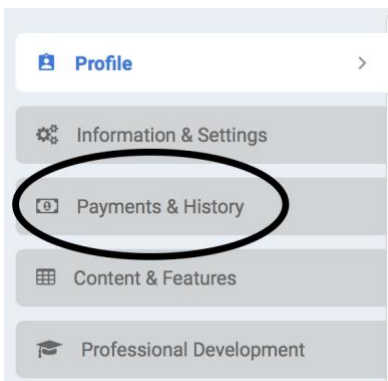 Profile
Information & Settings
Payments & History
Content & Features
Professional Development